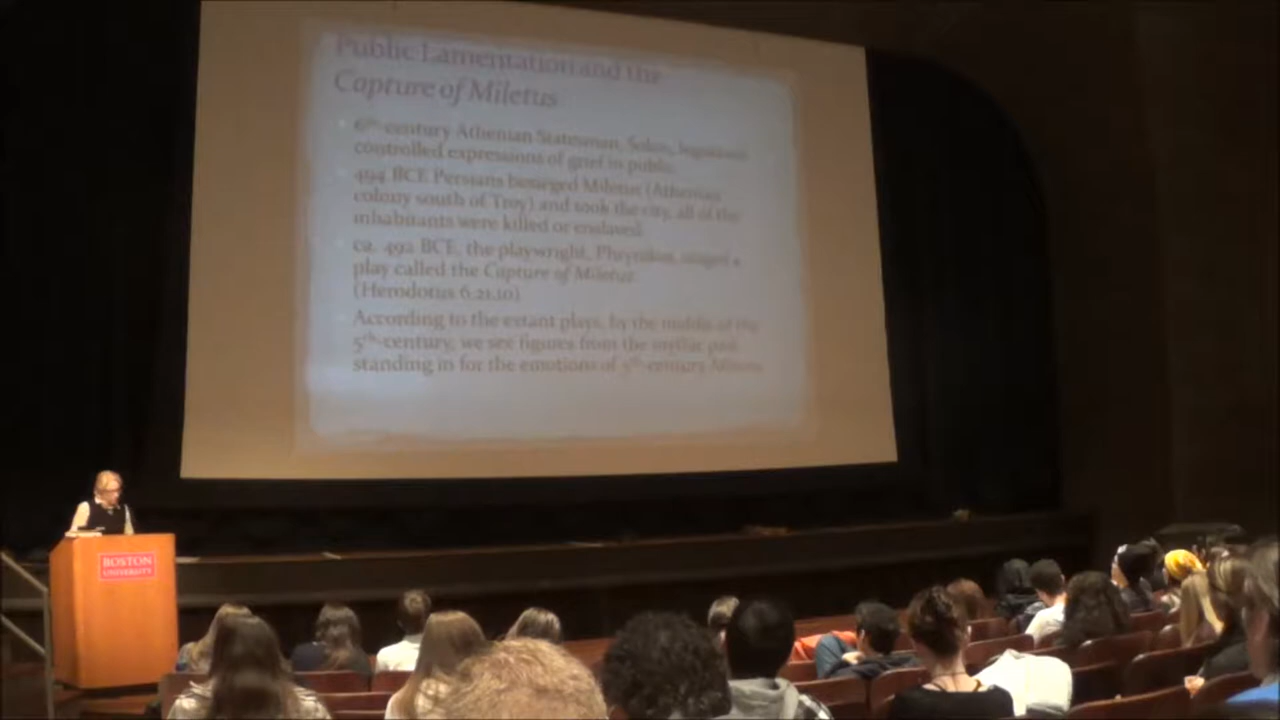 Public Lamentation and the
Capture of Miletus
6th-century Athenian Statesman, Solon, legislation
controlled expressions of grief in public.
494 BCE Persians besieged Miletus (Athenian
colony south of Troy) and took the city, all of the
inhabitants were killed or enslaved.
ca. 492 BCE, the playwright, Phrynikos, staged a
play called the Capture of Miletus.
(Herodotus 6.21.10)
According to the extant plays, by the middle of the
5th-century, we see figures from the mythic past
standing in for the emotions of 5th-century
BOSTON
UNIVERSITY